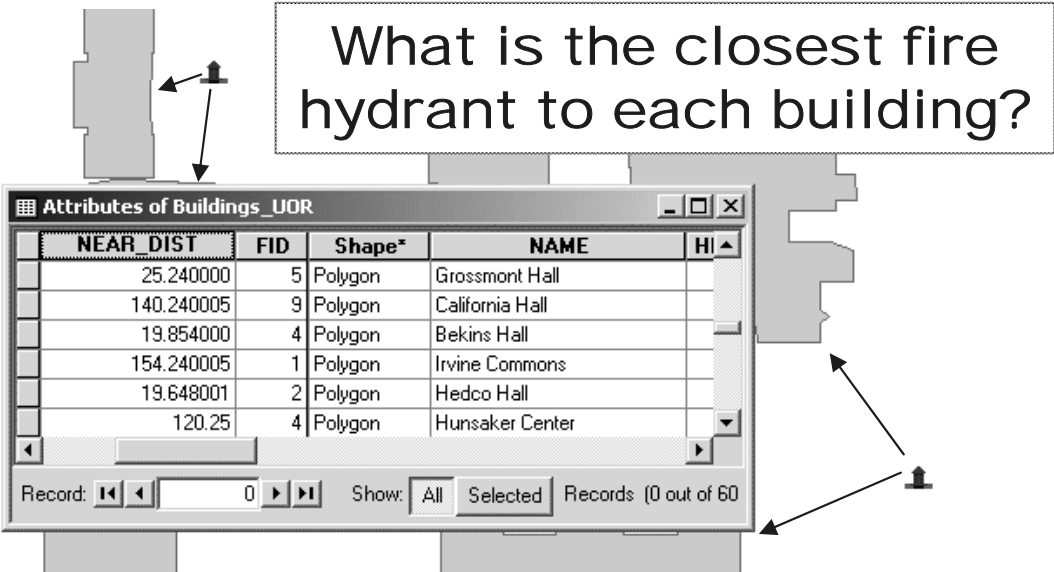 What is the closest fire
hydrant to each building?
Attributes of Buildings_UOR
NEAR_DIST FID Shape* NAME HI
25.240000 5 Polygon Grossmont Hall
140.240005 9 Polygon California Hall
19.854000 4 Polygon Bekins Hall
154.240005 1 Polygon Irvine Commons
19.648001 2 Polygon Hedco Hall
120.25 4 Polygon Hunsaker Center
Record: 0 Show: All Selected Records (0 out of 60